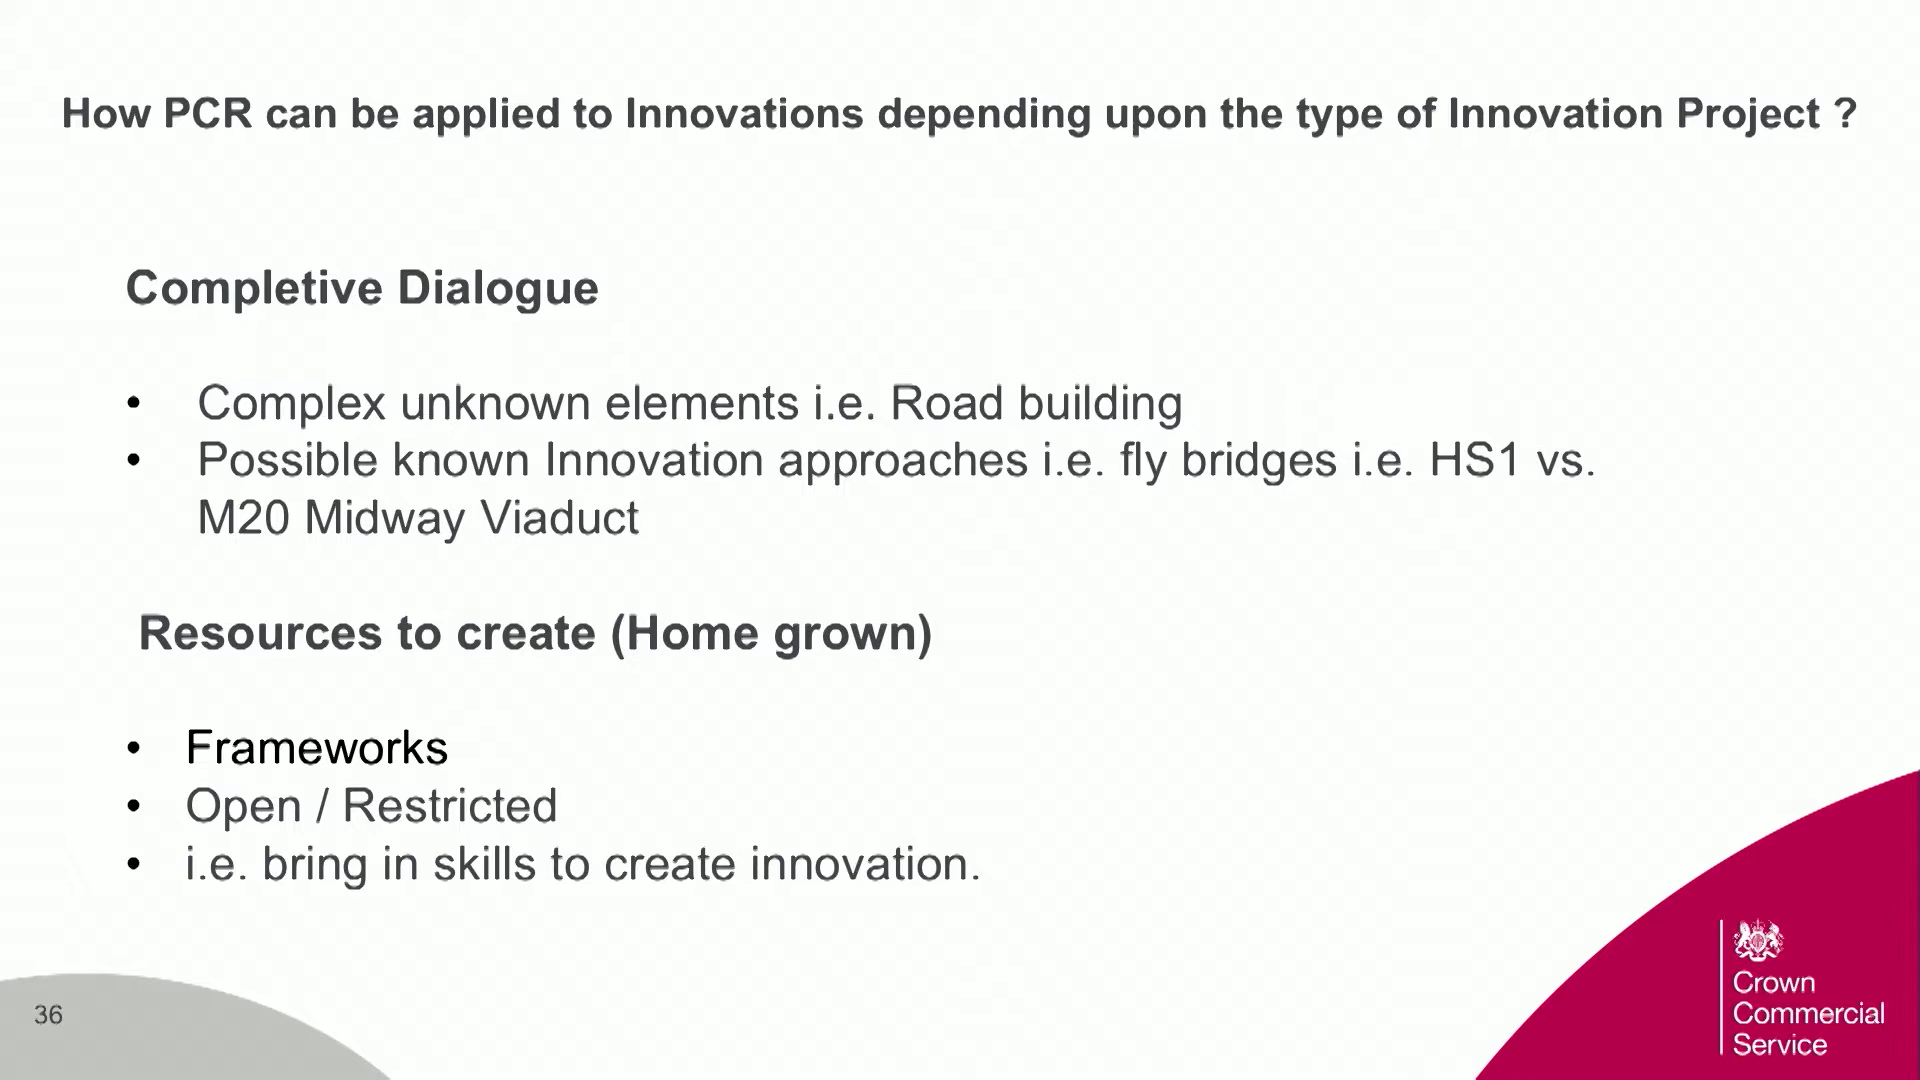 How PCR can be applied to Innovations depending upon the type of Innovation Project ?
Completive Dialogue
• Complex unknown elements i.e. Road building
• Possible known Innovation approaches i.e. fly bridges i.e. HS1 vs.
M20 Midway Viaduct
Resources to create (Home grown)
• Frameworks
• Open / Restricted
• i.e. bring in skills to create innovation.
36
Crown
Commercial
Service